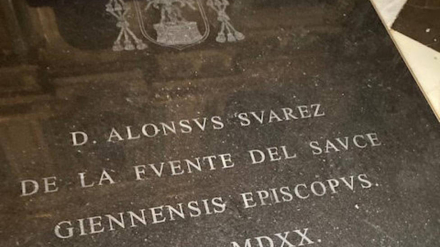 D. ALONSVS SVAREZ
DE LA FVENTE DEL SAVCE
GIENNENSIS EPISCOPVS.
MDXX.